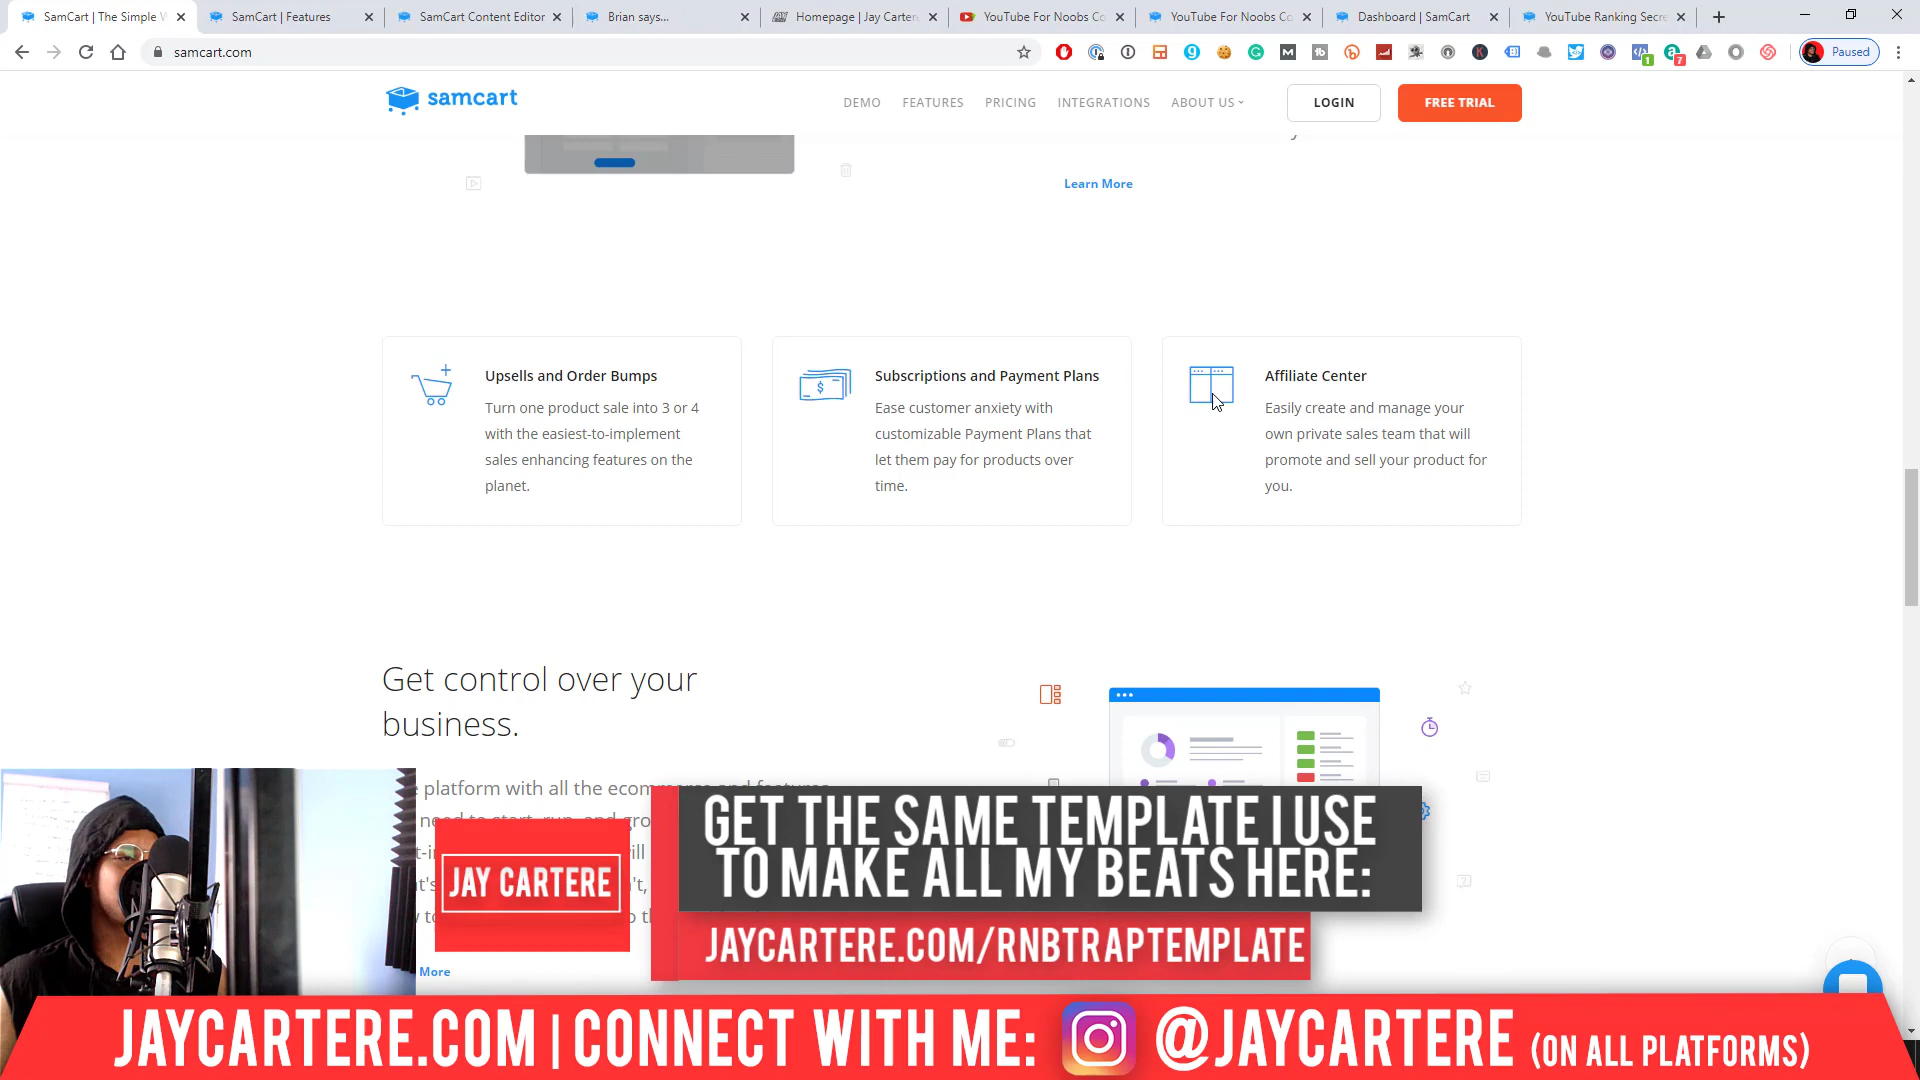 SamCart | The Simple W
SamCart | Features
SamCart Content Editor
Brian says...
Homepage | Jay Carter
YouTube For Noobs Co
YouTube For Noobs Co
Dashboard | SamCart
YouTube Ranking Secre
samcart.com
Paused
samcart
DEMO
FEATURES
PRICING
INTEGRATIONS
ABOUT US
LOGIN
FREE TRIAL
Learn More
Upsells and Order Bumps
Turn one product sale into 3 or 4
with the easiest-to-implement
sales enhancing features on the
planet.
Subscriptions and Payment Plans
Ease customer anxiety with
customizable Payment Plans that
let them pay for products over
time.
Affiliate Center
Easily create and manage your
own private sales team that will
promote and sell your product for
you.
Get control over your
business.
platform with all the ecommerce and features
More
JAY CARTERE
GET THE SAME TEMPLATE I USE
TO MAKE ALL MY BEATS HERE:
JAYCARTERE.COM/RNBTRAPTEMPLATE
JAYCARTERE.COM | CONNECT WITH ME: @JAYCARTERE (ON ALL PLATFORMS)